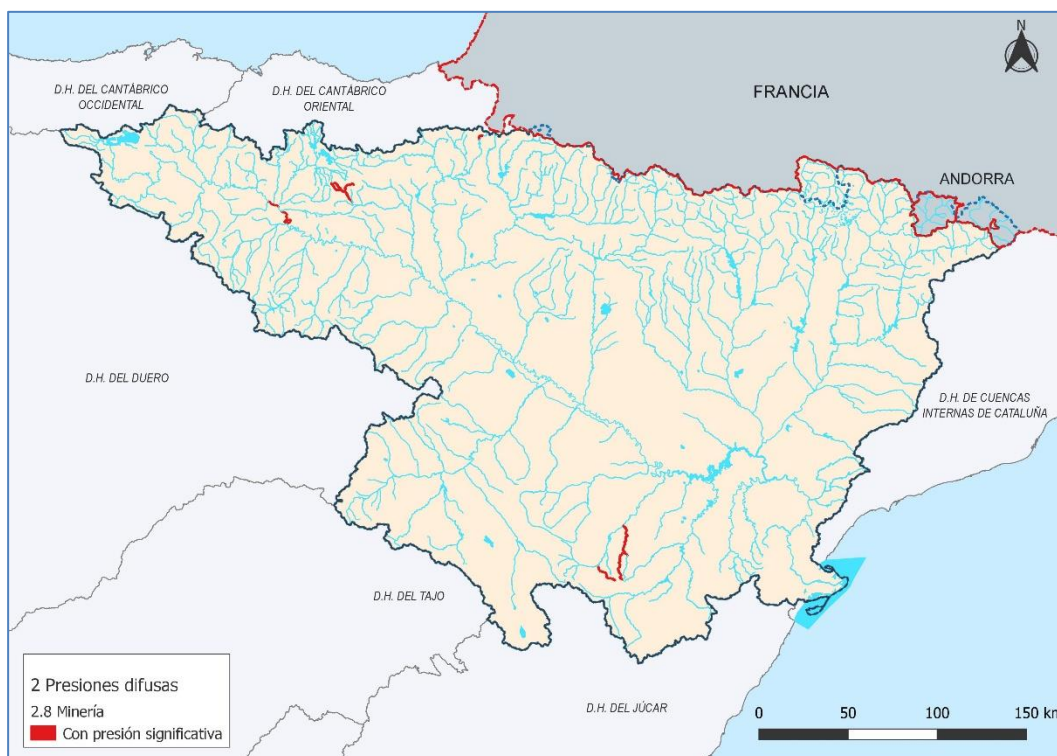 N
D.H. DEL CANTÁBRICO
OCCIDENTAL
D.H. DEL CANTÁBRICO
ORIENTAL
FRANCIA
ANDORRA
D.H. DEL DUERO
D.H. DE CUENCAS
INTERNAS DE CATALUÑA
D.H. DEL TAJO
D.H. DEL JÚCAR
2 Presiones difusas
2.8 Minería
Con presión significativa
0 50 100 150 km